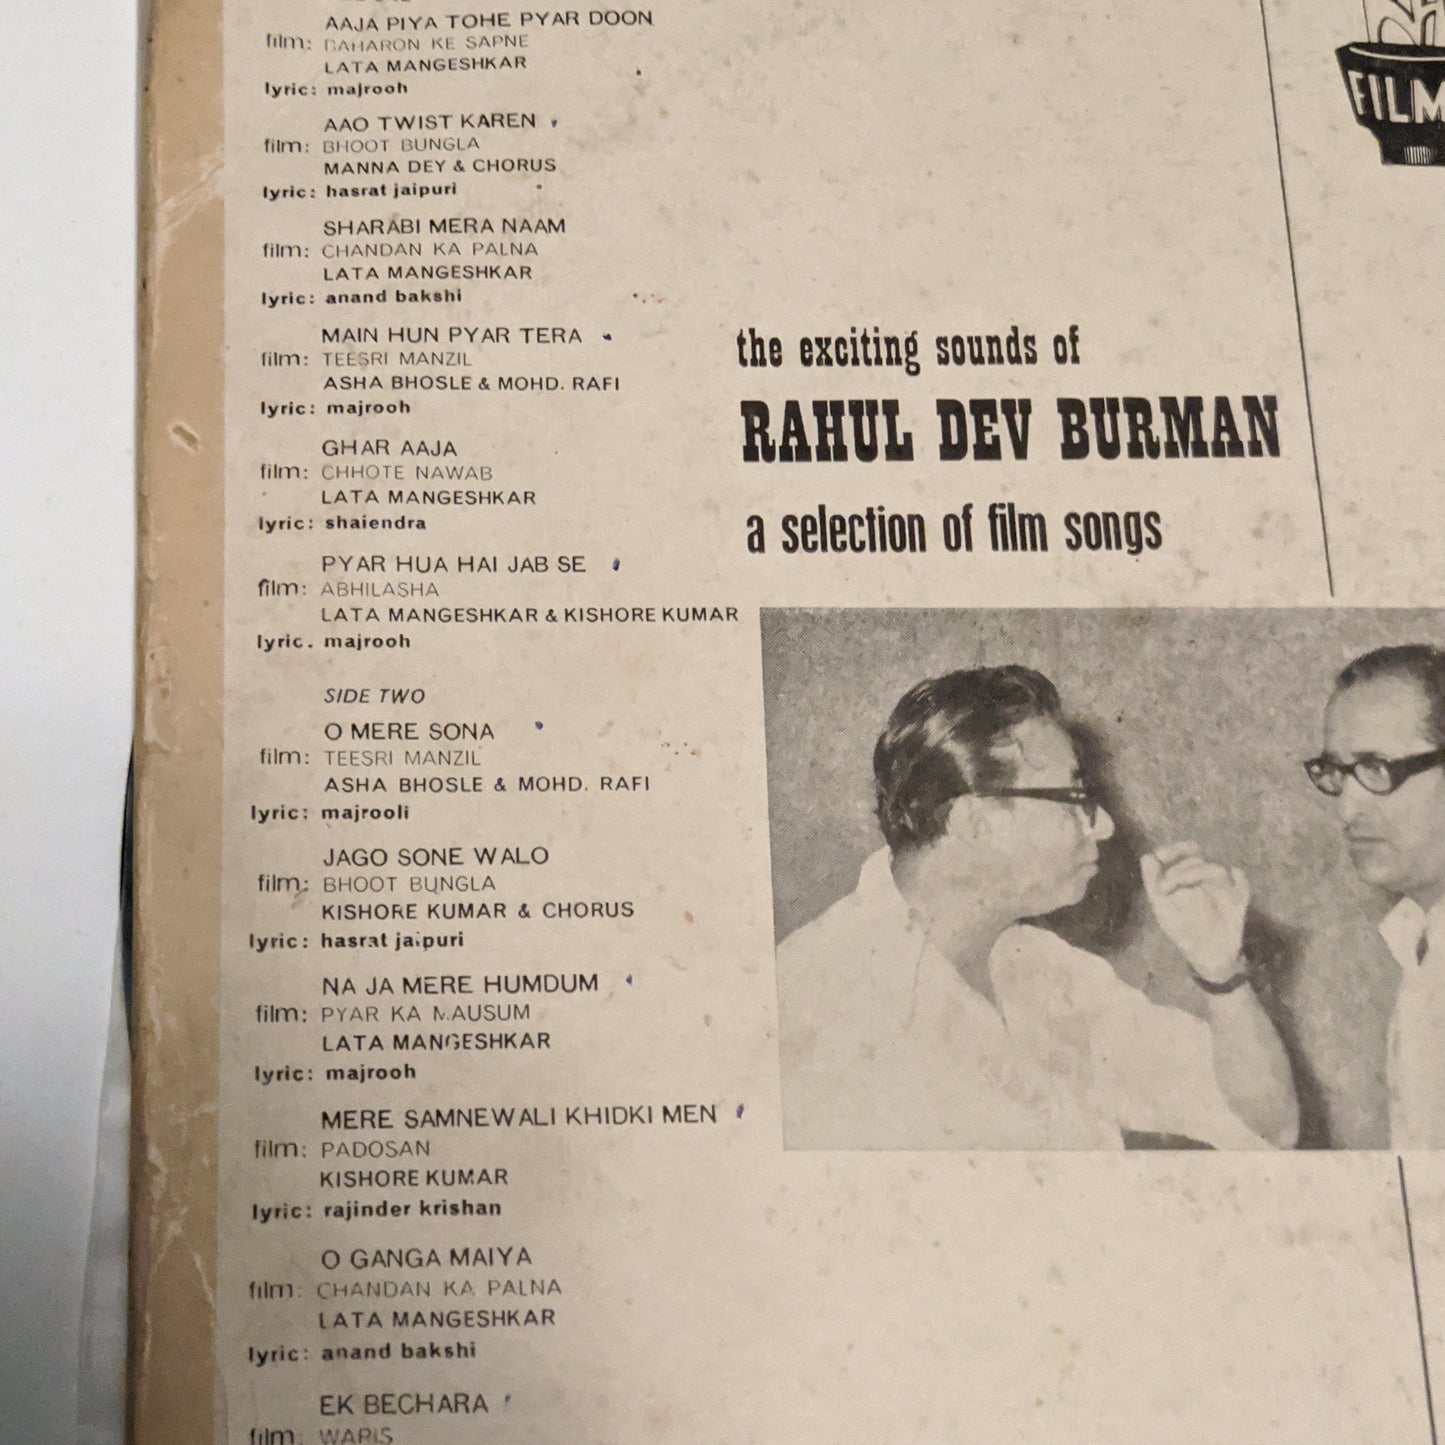 AAJA PIYA TOHE PYAR DOON
film: BAHARON KE SAPNE
LATA MANGESHKAR
lyric: majrooh
AAO TWIST KAREN
film: BHOOT BUNGLA
MANNA DEY & CHORUS
lyric: hasrat jaipuri
SHARABI MERA NAAM
film: CHANDAN KA PALNA
LATA MANGESHKAR
lyric: anand bakshi
MAIN HUN PYAR TERA
film: TEESRI MANZIL
ASHA BHOSLE & MOHD. RAFI
lyric: majrooh
GHAR AAJA
film: CHHOTE NAWAB
LATA MANGESHKAR
lyric: shaiendra
PYAR HUA HAI JAB SE
film: ABHILASHA
LATA MANGESHKAR & KISHORE KUMAR
lyric. majrooh
SIDE TWO
O MERE SONA
film: TEESRI MANZIL
ASHA BHOSLE & MOHD. RAFI
lyric: majrooli
JAGO SONE WALO
film: BHOOT BUNGLA
KISHORE KUMAR & CHORUS
lyric: hasrat jaipuri
NA JA MERE HUMDUM
film: PYAR KA MAUSUM
LATA MANGESHKAR
lyric: majrooh
MERE SAMNEWALI KHIDKI MEN
film: PADOSAN
KISHORE KUMAR
lyric: rajinder krishan
O GANGA MAIYA
film: CHANDAN KA PALNA
LATA MANGESHKAR
lyric: anand bakshi
EK BECHARA
film: WARIS
the exciting sounds of
RAHUL DEV BURMAN
a selection of film songs
FILM